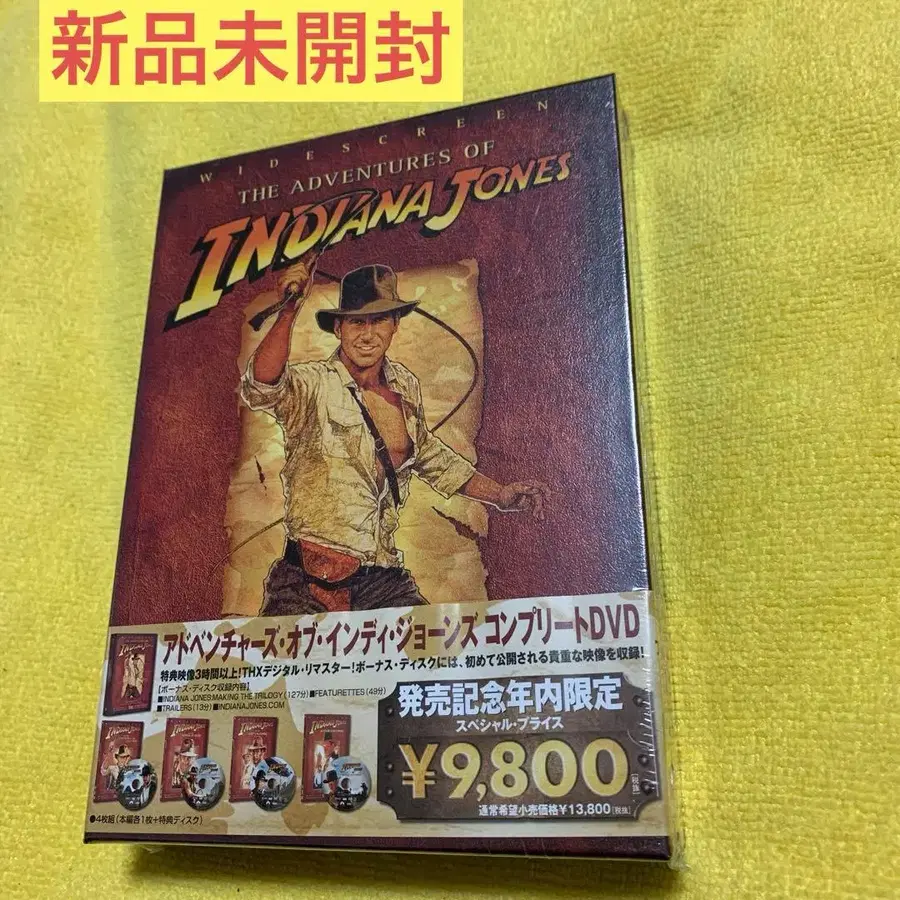 新品未開封
WIDESCREEN
THE ADVENTURES OF
INDIANA JONES
アドベンチャーズ・オブ・インディ・ジョーンズ コンプリートDVD
特典映像3時間以上!THXデジタル・リマスター!ボーナス・ディスクには、初めて公開される貴重な映像を収録!
【ボーナス・ディスク収録内容】
■INDIANA JONES:MAKING THE TRILOGY(127分)■FEATURETTES(49分)
■TRAILERS(13分)■INDIANAJONES.COM
発売記念年内限定
スペシャル・プライス
¥9,800[税抜]
通常希望小売価格¥13,800[税抜]
INDIANA JONES
INDIANA JONES
INDIANA JONES
INDIANA JONES
●4枚組(本編各1枚+特典ディスク)